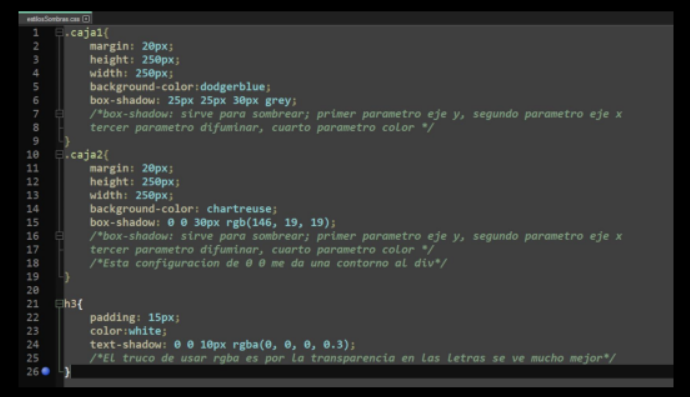 estilosSombras.css
1 .caja1{
2 margin: 20px;
3 height: 250px;
4 width: 250px;
5 background-color:dodgerblue;
6 box-shadow: 25px 25px 30px grey;
7 /*box-shadow: sirve para sombrear; primer parametro eje y, segundo parametro eje x
8 tercer parametro difuminar, cuarto parametro color */
9 }
10 .caja2{
11 margin: 20px;
12 height: 250px;
13 width: 250px;
14 background-color: chartreuse;
15 box-shadow: 0 0 30px rgb(146, 19, 19);
16 /*box-shadow: sirve para sombrear; primer parametro eje y, segundo parametro eje x
17 tercer parametro difuminar, cuarto parametro color */
18 /*Esta configuracion de 0 0 me da una contorno al div*/
19 }
20
21 h3{
22 padding: 15px;
23 color:white;
24 text-shadow: 0 0 10px rgba(0, 0, 0, 0.3);
25 /*El truco de usar rgba es por la transparencia en las letras se ve mucho mejor*/
26 }